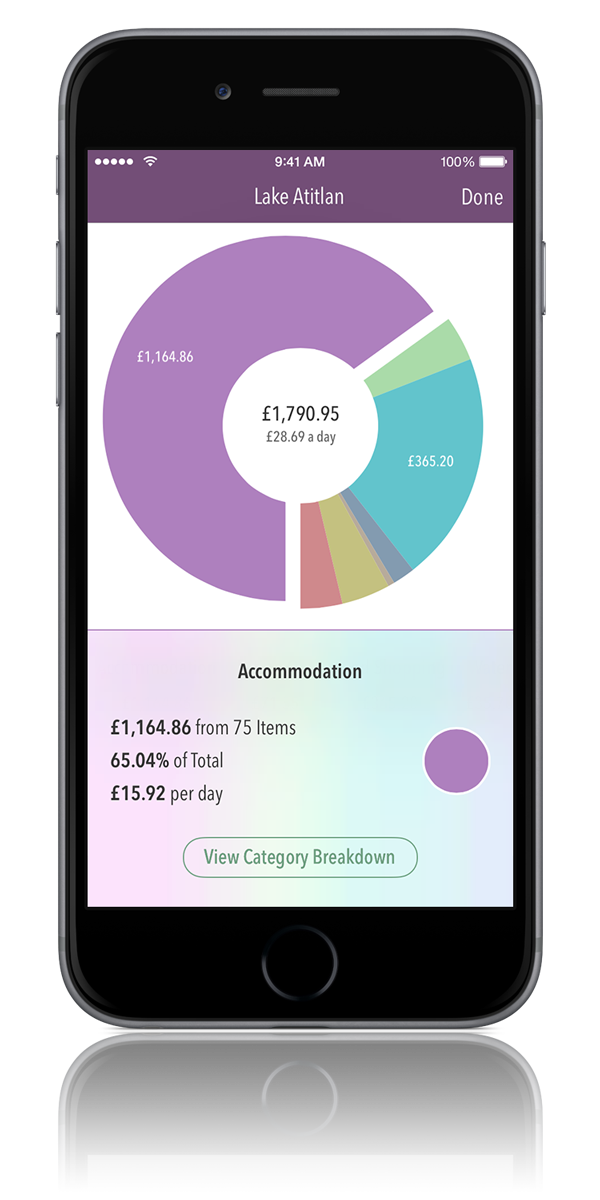 9:41 AM
100%
Lake Atitlan
Done
£1,164.86
£1,790.95
£28.69 a day
£365.20
Accommodation
£1,164.86 from 75 Items
65.04% of Total
£15.92 per day
View Category Breakdown